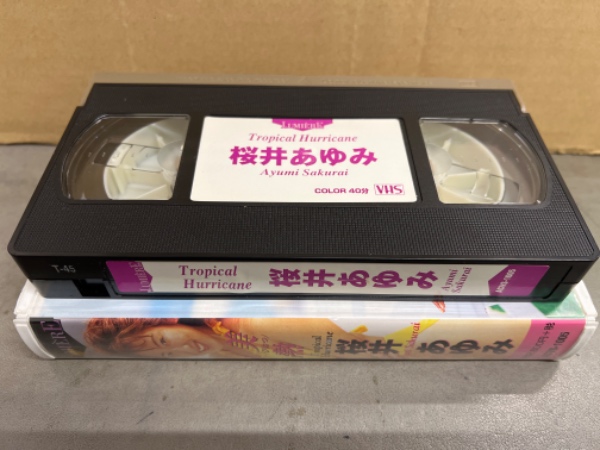 LUMIERE
Tropical Hurricane
桜井あゆみ
Ayumi Sakurai
COLOR 40分 VHS
T-45
Tropical
Hurricane
桜井あゆみ
Ayumi
Sakurai
桜井あゆみ